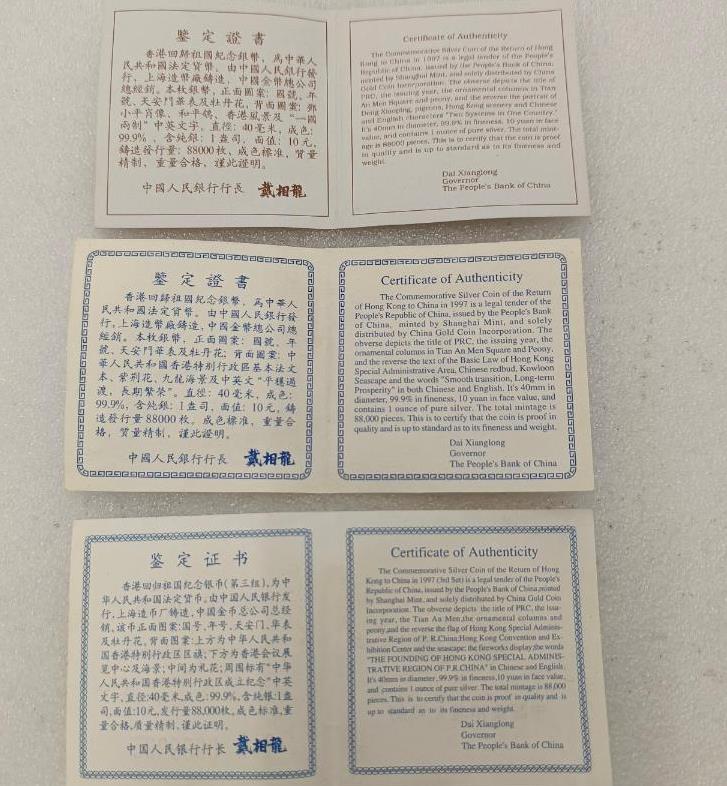 鑒定證書
香港回歸祖國紀念銀幣，為中華人
民共和國法定貨幣。由中國人民銀行發
行，上海造幣廠鑄造，中國金幣總公司
總經銷。本枚銀幣，正面圖案：國號、年
號、天安門華表及牡丹花，背面圖案：鄧
小平肖像、和平鴿、香港風景及“一國
兩制”中英文字，直徑：40毫米，成色：
99.9%，含純銀：1盎司，面值：10元，
鑄造發行量：88000枚，成色標準，質量
精制，重量合格，謹此證明。
中國人民銀行行長 戴相龍
Certificate of Authenticity
The Commemorative Silver Coin of the Return of Hong
Kong to China in 1997 is a legal tender of the People's
Republic of China, issued by the People's Bank of China,
minted by Shanghai Mint, and solely distributed by China
Gold Coin Incorporation. The obverse depicts the title of
PRC, the issuing year, the ornamental columns in Tian
An Men Square and peony, and the reverse the portrait of
Deng Xiaoping, pigeons, Hong Kong scenery and Chinese
and English characters "Two Systems in One Country."
It's 40mm in diameter, 99.9% in fineness, 10 yuan in face
value, and contains 1 ounce of pure silver. The total mint-
age is 88000 pieces. This is to certify that the coin is proof
in quality and is up to standard as to its fineness and
weight.
Dai Xianglong
Governor
The People's Bank of China
鑒定證書
香港回歸祖國紀念銀幣，為中華人
民共和國法定貨幣。由中國人民銀行發
行，上海造幣廠鑄造，中國金幣總公司總
經銷。本枚銀幣，正面圖案：國號、年
號、天安門華表及牡丹花；背面圖案：中
華人民共和國香港特別行政區基本法文
本、紫荆花、九龍海景及中英文“平穩過
渡，長期繁榮”。直徑：40毫米，成色：
99.9%，含純銀：1盎司，面值：10元，鑄
造發行量88000枚。成色標準，重量合
格，質量精制，謹此證明。
中國人民銀行行長 戴相龍
Certificate of Authenticity
The Commemorative Silver Coin of the Return
of Hong Kong to China in 1997 is a legal tender of the
People's Republic of China, issued by the People's Bank
of China, minted by Shanghai Mint, and solely
distributed by China Gold Coin Incorporation. The
obverse depicts the title of PRC, the issuing year, the
ornamental columns in Tian An Men Square and Peony,
and the reverse the text of the Basic Law of Hong Kong
Special Administrative Area, Chinese redbud, Kowloon
Seascape and the words "Smooth transition, Long-term
Prosperity" in both Chinese and English. It's 40mm in
diameter, 99.9% in fineness, 10 yuan in face value, and
contains 1 ounce of pure silver. The total mintage is
88,000 pieces. This is to certify that the coin is proof in
quality and is up to standard as to its fineness and weight.
Dai Xianglong
Governor
The People's Bank of China
鉴定证书
香港回归祖国纪念银币(第三组)，为中
华人民共和国法定货币。由中国人民银行发
行，上海造币厂铸造，中国金币总公司总经
销，该币正面图案：国号、年号、天安门、华表
及牡丹花，背面图案：上方为中华人民共和
国香港特别行政区区旗；下方为香港会议展
览中心及海景；中间为礼花；周围标有“中华
人民共和国香港特别行政区成立纪念”中英
文字，直径：40毫米，成色：99.9%，含纯银：1盎
司，面值：10元，发行量88,000枚，成色标准，重
量合格，质量精制，谨此证明。
中国人民银行行长 戴相龍
Certificate of Authenticity
The Commemorative Silver Coin of the Return of Hong
Kong to China in 1997 (3rd Set) is a legal tender of the People's
Republic of China, issued by the People's Bank of China,minted
by Shanghai Mint, and solely distributed by China Gold Coin
Incorporation. The obverse depicts the title of PRC, the issu-
ing year, the Tian An Men,the ornamental columns and
peony,and the reverse the flag of Hong Kong Special Adminis-
trative Region of P. R.China;Hong Kong Convention and Ex-
hibition Center and the seascape; the fireworks display,the words
"THE FOUNDING OF HONG KONG SPECIAL ADMINIS-
TRATIVE REGION OF P.R.CHINA" in Chinese and English.
It's 40mm in diameter ,99.9% in fineness,10 yuan in face value,
and contains 1 ounce of pure silver. The total mintage is 88,000
pieces. This is to certify that the coin is proof in quality and is
up to standard as to its fineness and weight.
Dai Xianglong
Governor
The People's Bank of China